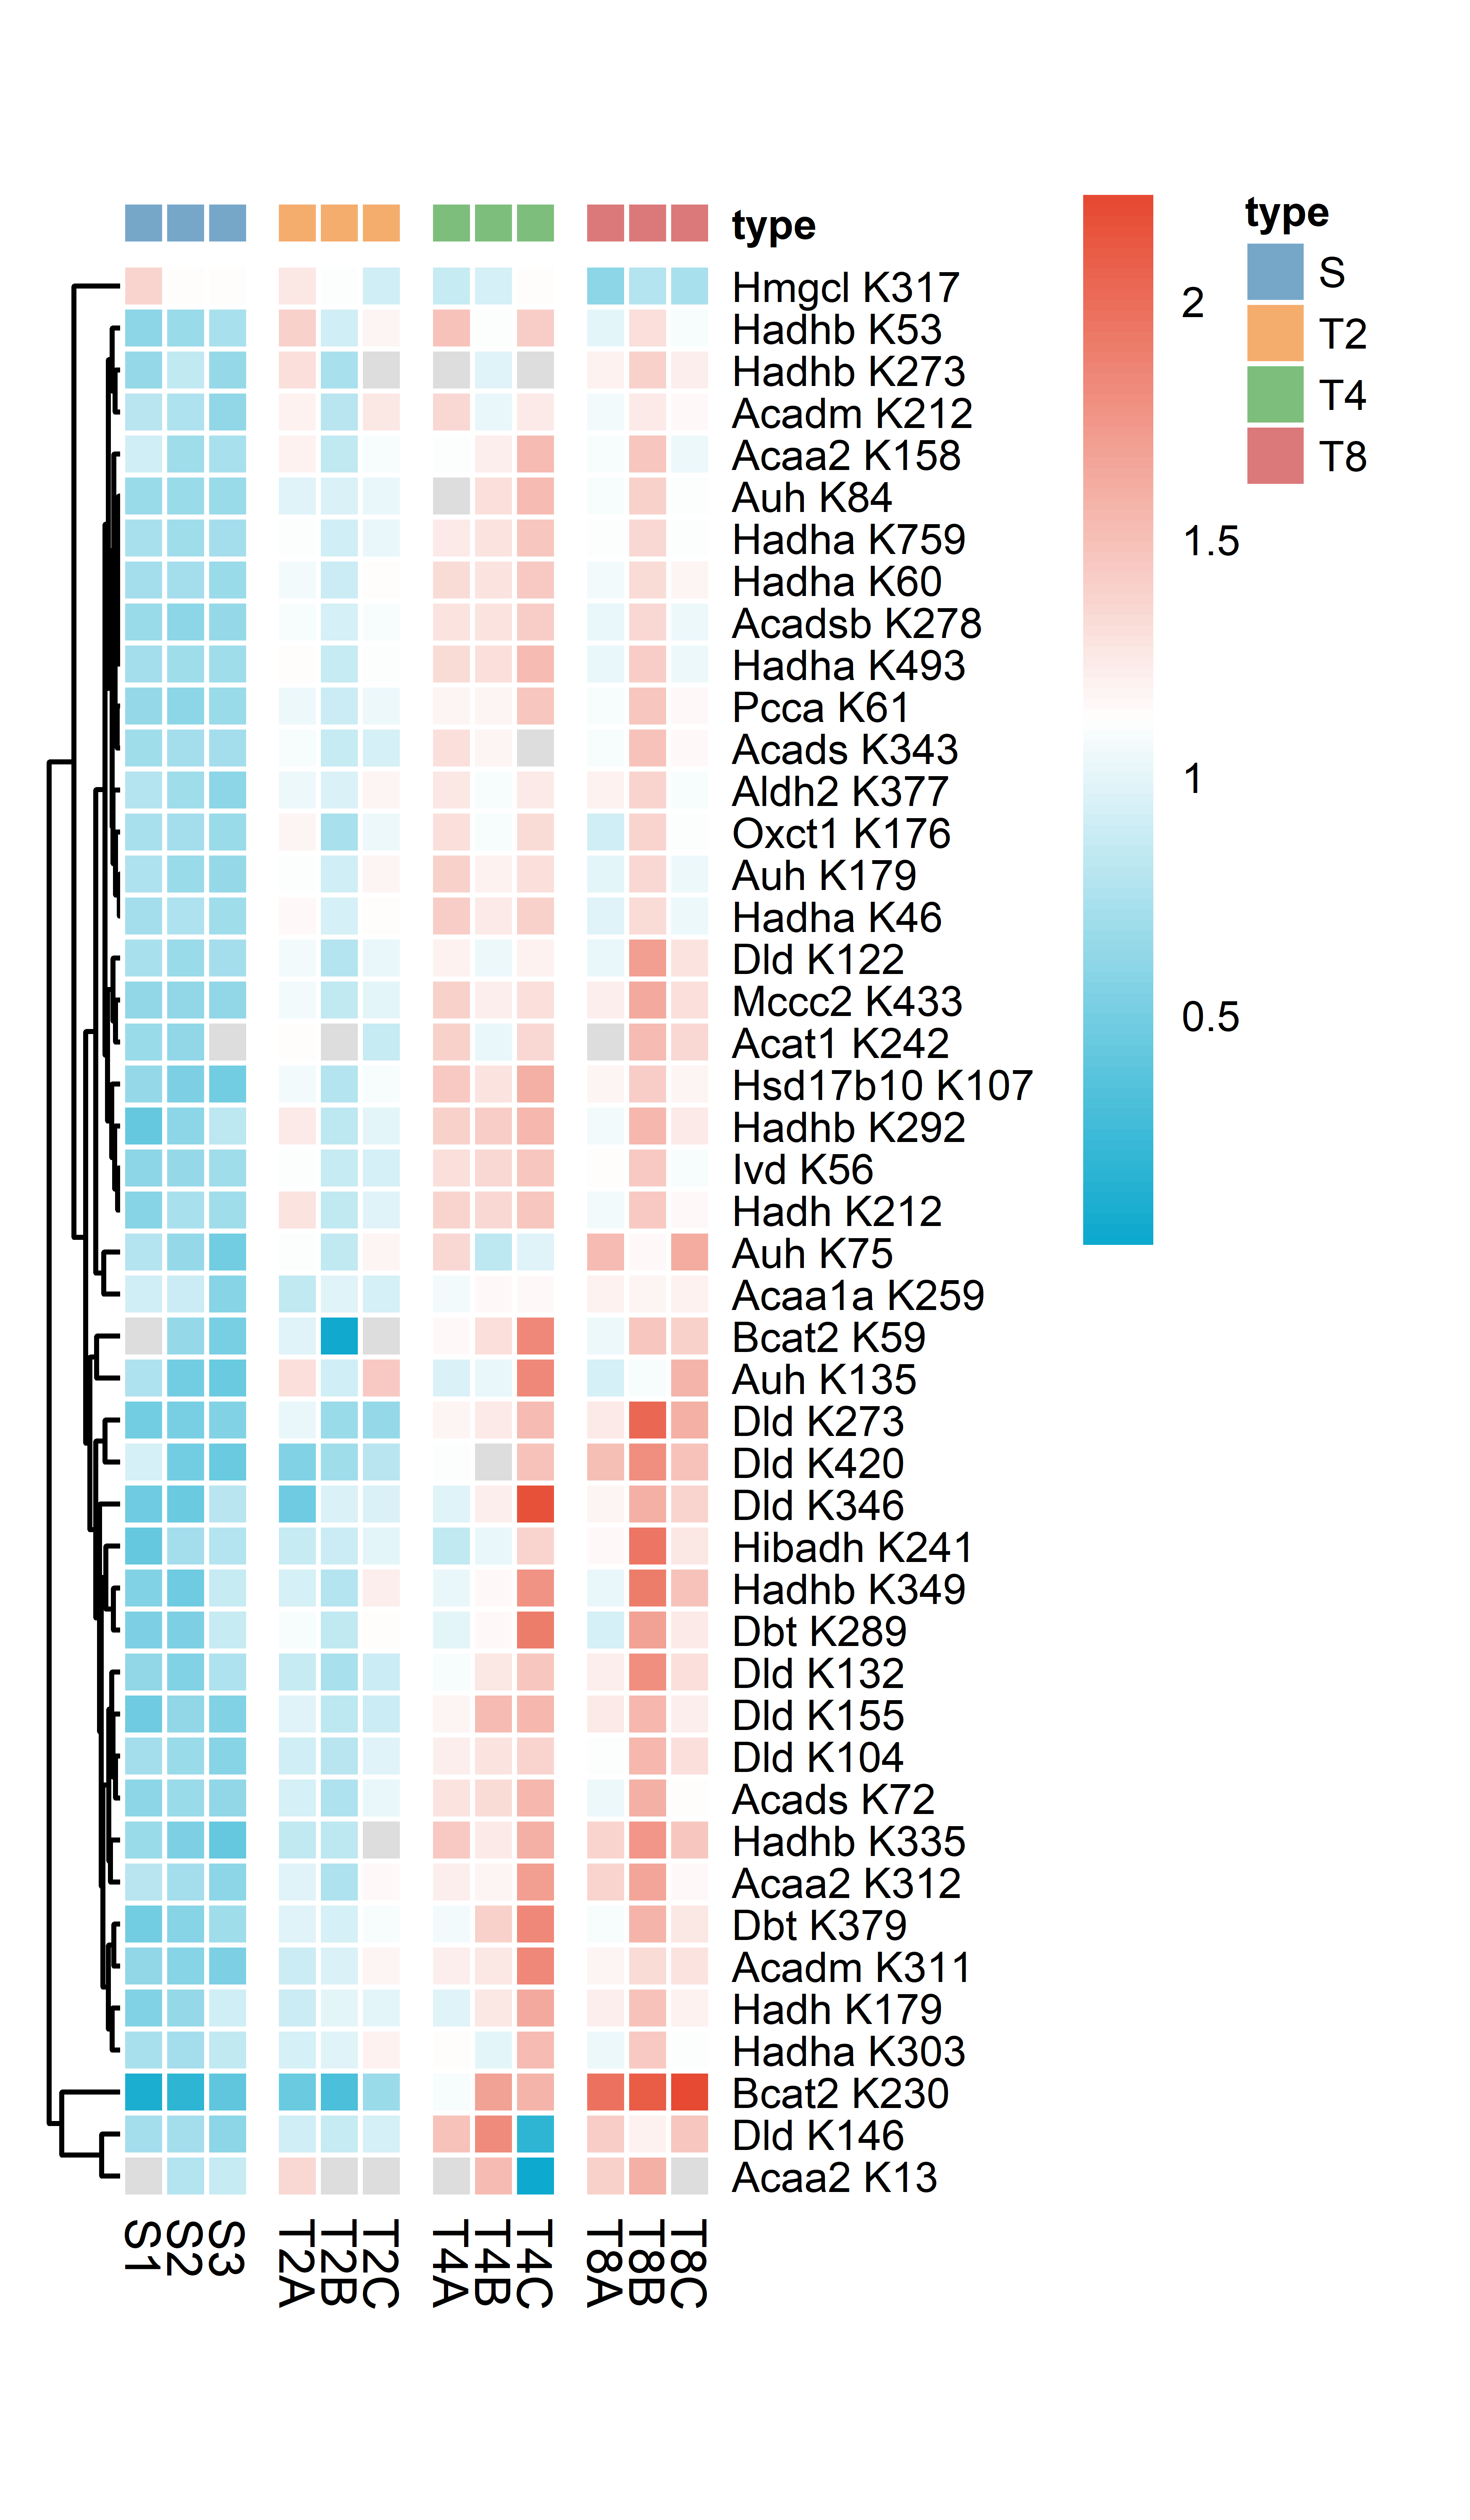 type
Hmgcl K317
Hadhb K53
Hadhb K273
Acadm K212
Acaa2 K158
Auh K84
Hadha K759
Hadha K60
Acadsb K278
Hadha K493
Pcca K61
Acads K343
Aldh2 K377
Oxct1 K176
Auh K179
Hadha K46
Dld K122
Mccc2 K433
Acat1 K242
Hsd17b10 K107
Hadhb K292
Ivd K56
Hadh K212
Auh K75
Acaa1a K259
Bcat2 K59
Auh K135
Dld K273
Dld K420
Dld K346
Hibadh K241
Hadhb K349
Dbt K289
Dld K132
Dld K155
Dld K104
Acads K72
Hadhb K335
Acaa2 K312
Dbt K379
Acadm K311
Hadh K179
Hadha K303
Bcat2 K230
Dld K146
Acaa2 K13
S1
S2
S3
T2A
T2B
T2C
T4A
T4B
T4C
T8A
T8B
T8C
2
1.5
1
0.5
type
S
T2
T4
T8